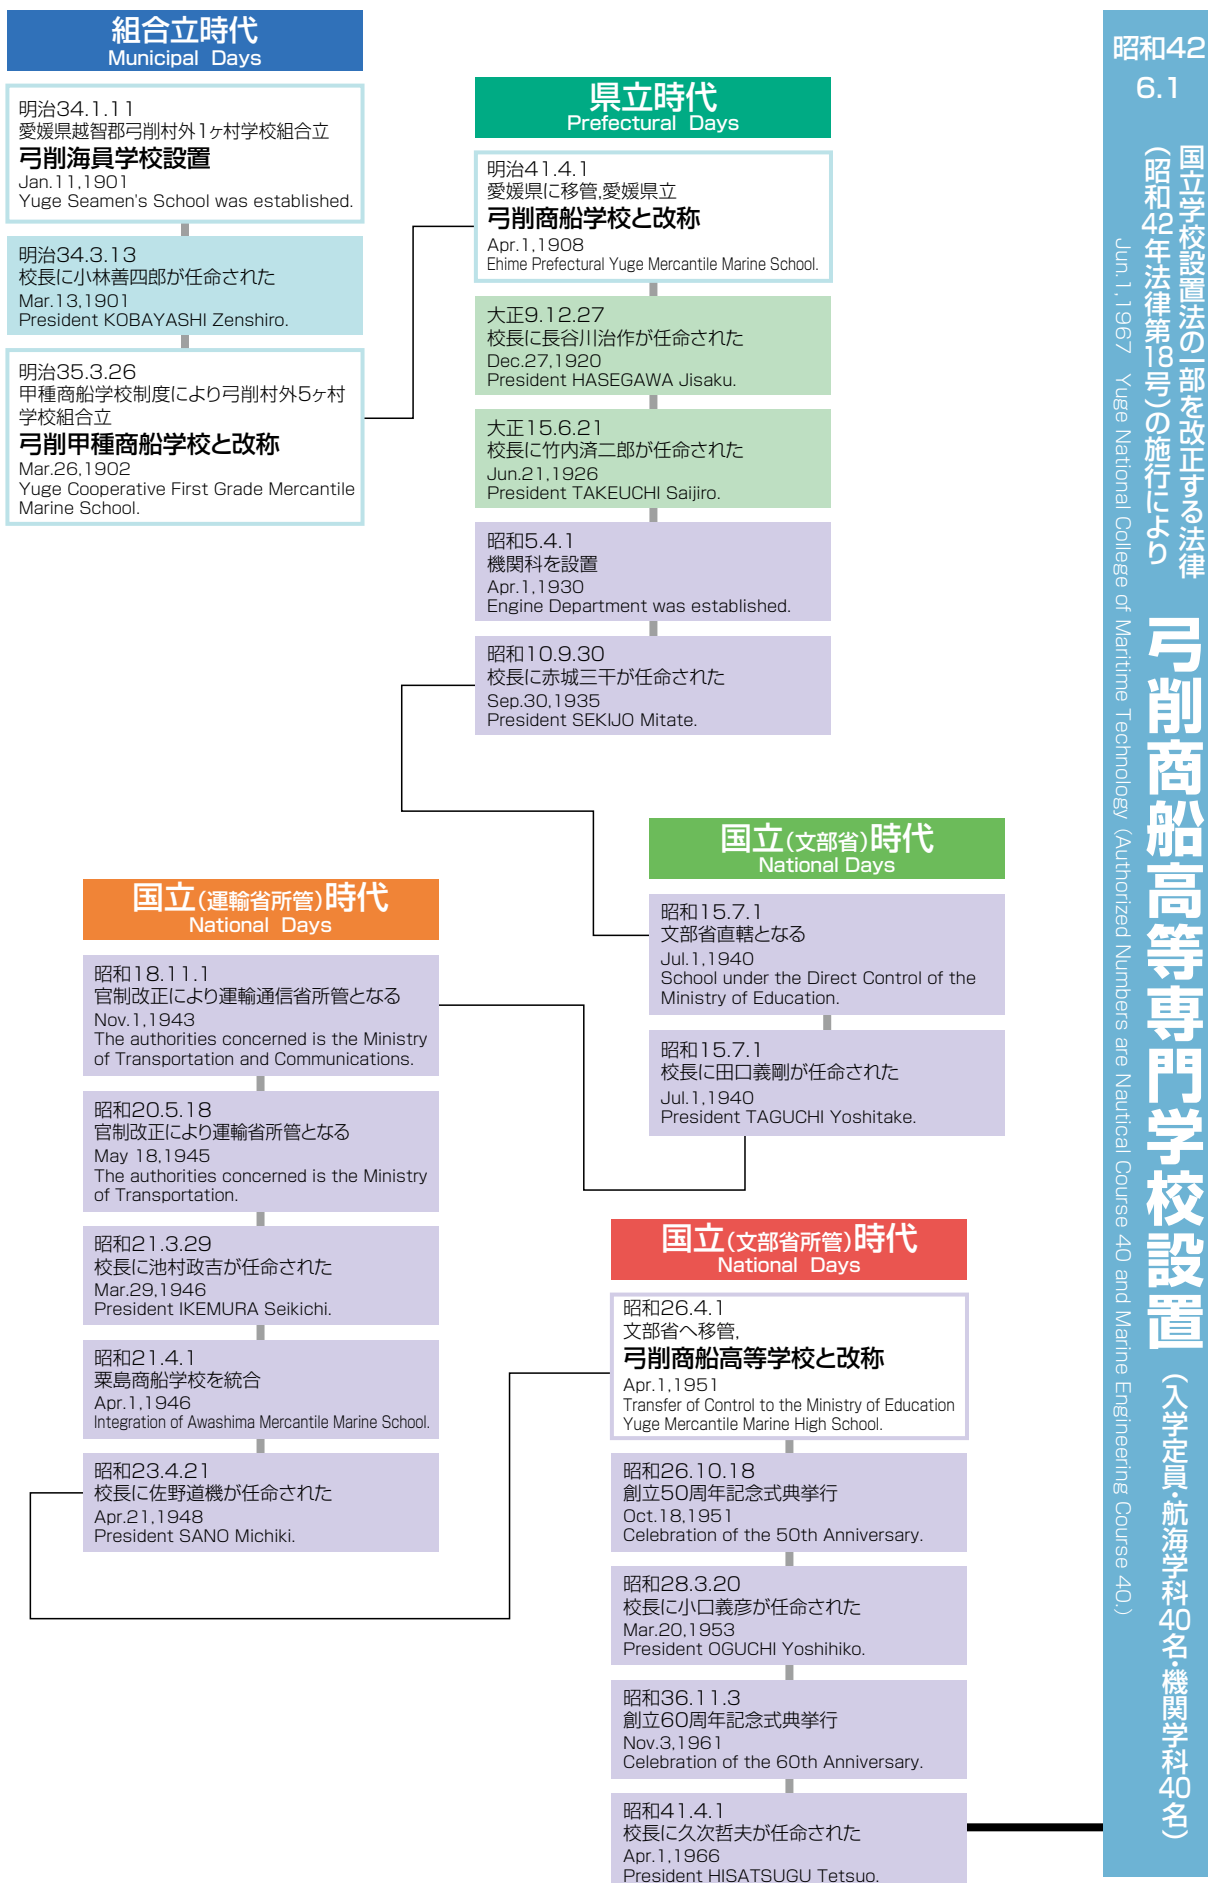 組合立時代
Municipal Days
明治34.1.11
愛媛県越智郡弓削村外1ヶ村学校組合立
弓削海員学校設置
Jan.11,1901
Yuge Seamen's School was established.
明治34.3.13
校長に小林善四郎が任命された
Mar.13,1901
President KOBAYASHI Zenshiro.
明治35.3.26
甲種商船学校制度により弓削村外5ヶ村
学校組合立
弓削甲種商船学校と改称
Mar.26,1902
Yuge Cooperative First Grade Mercantile
Marine School.
県立時代
Prefectural Days
明治41.4.1
愛媛県に移管,愛媛県立
弓削商船学校と改称
Apr.1,1908
Ehime Prefectural Yuge Mercantile Marine School.
大正9.12.27
校長に長谷川治作が任命された
Dec.27,1920
President HASEGAWA Jisaku.
大正15.6.21
校長に竹内済二郎が任命された
Jun.21,1926
President TAKEUCHI Saijiro.
昭和5.4.1
機関科を設置
Apr.1,1930
Engine Department was established.
昭和10.9.30
校長に赤城三干が任命された
Sep.30,1935
President SEKIJO Mitate.
国立(文部省)時代
National Days
昭和15.7.1
文部省直轄となる
Jul.1,1940
School under the Direct Control of the
Ministry of Education.
昭和15.7.1
校長に田口義剛が任命された
Jul.1,1940
President TAGUCHI Yoshitake.
国立(運輸省所管)時代
National Days
昭和18.11.1
官制改正により運輸通信省所管となる
Nov.1,1943
The authorities concerned is the Ministry
of Transportation and Communications.
昭和20.5.18
官制改正により運輸省所管となる
May 18,1945
The authorities concerned is the Ministry
of Transportation.
昭和21.3.29
校長に池村政吉が任命された
Mar.29,1946
President IKEMURA Seikichi.
昭和21.4.1
粟島商船学校を統合
Apr.1,1946
Integration of Awashima Mercantile Marine School.
昭和23.4.21
校長に佐野道機が任命された
Apr.21,1948
President SANO Michiki.
国立(文部省所管)時代
National Days
昭和26.4.1
文部省へ移管,
弓削商船高等学校と改称
Apr.1,1951
Transfer of Control to the Ministry of Education
Yuge Mercantile Marine High School.
昭和26.10.18
創立50周年記念式典挙行
Oct.18,1951
Celebration of the 50th Anniversary.
昭和28.3.20
校長に小口義彦が任命された
Mar.20,1953
President OGUCHI Yoshihiko.
昭和36.11.3
創立60周年記念式典挙行
Nov.3,1961
Celebration of the 60th Anniversary.
昭和41.4.1
校長に久次哲夫が任命された
Apr.1,1966
President HISATSUGU Tetsuo.
昭和42
6.1
国立学校設置法の一部を改正する法律
(昭和42年法律第18号)の施行により
弓削商船高等専門学校設置(入学定員・航海学科40名・機関学科40名)
Jun.1,1967 Yuge National College of Maritime Technology (Authorized Numbers are Nautical Course 40 and Marine Engineering Course 40.)